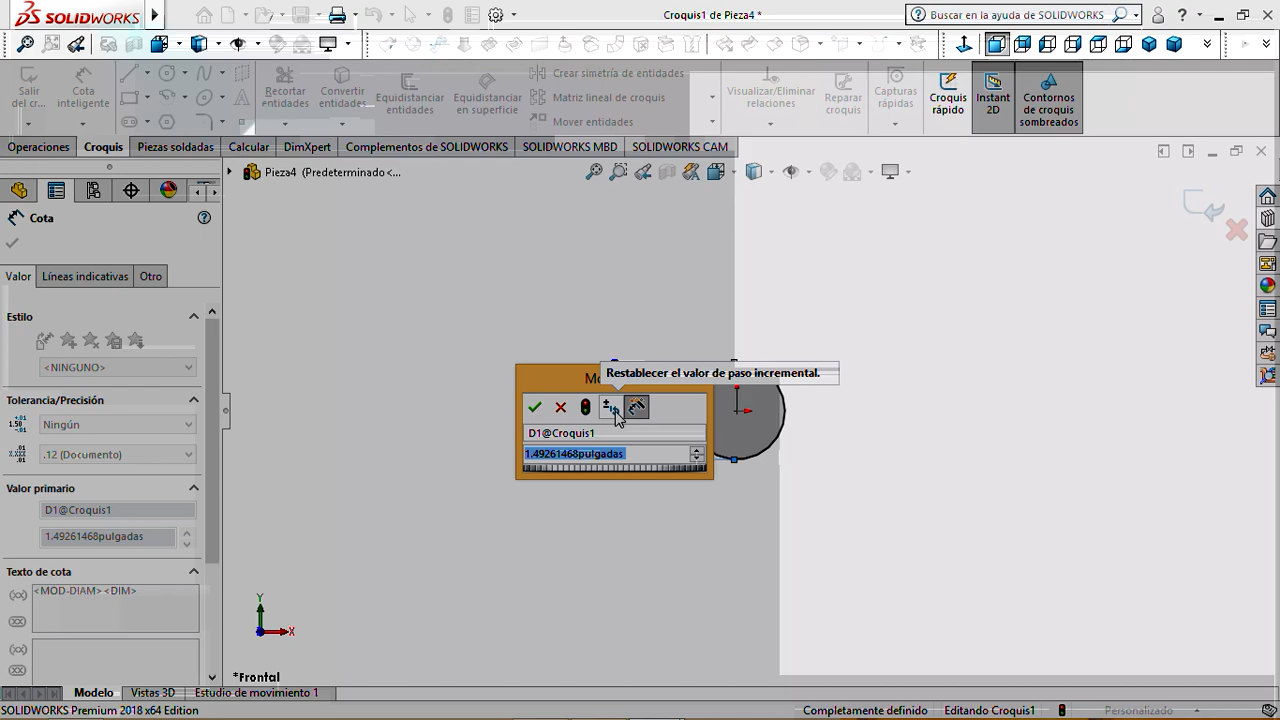 SOLIDWORKS
Croquis1 de Pieza4 *
Buscar en la ayuda de SOLIDWORKS
Salir
del cr...
Cota
inteligente
Recortar
entidades
Convertir
entidades
Equidistanciar
entidades
Equidistanciar
en superficie
Crear simetría de entidades
Matriz lineal de croquis
Mover entidades
Visualizar/Eliminar
relaciones
Reparar
croquis
Capturas
rápidas
Croquis
rápido
Instant
2D
Contornos
de croquis
sombreados
Operaciones
Croquis
Piezas soldadas
Calcular
DimXpert
Complementos de SOLIDWORKS
SOLIDWORKS MBD
SOLIDWORKS CAM
Pieza4 (Predeterminado<...
Cota
Valor
Líneas indicativas
Otro
Estilo
<NINGUNO>
Tolerancia/Precisión
Ningún
.12 (Documento)
Valor primario
D1@Croquis1
1.49261468pulgadas
Texto de cota
<MOD-DIAM><DIM>
Restablecer el valor de paso incremental.
D1@Croquis1
1.49261468pulgadas
Y
X
*Frontal
Modelo
Vistas 3D
Estudio de movimiento 1
SOLIDWORKS Premium 2018 x64 Edition
Completamente definido
Editando Croquis1
Personalizado